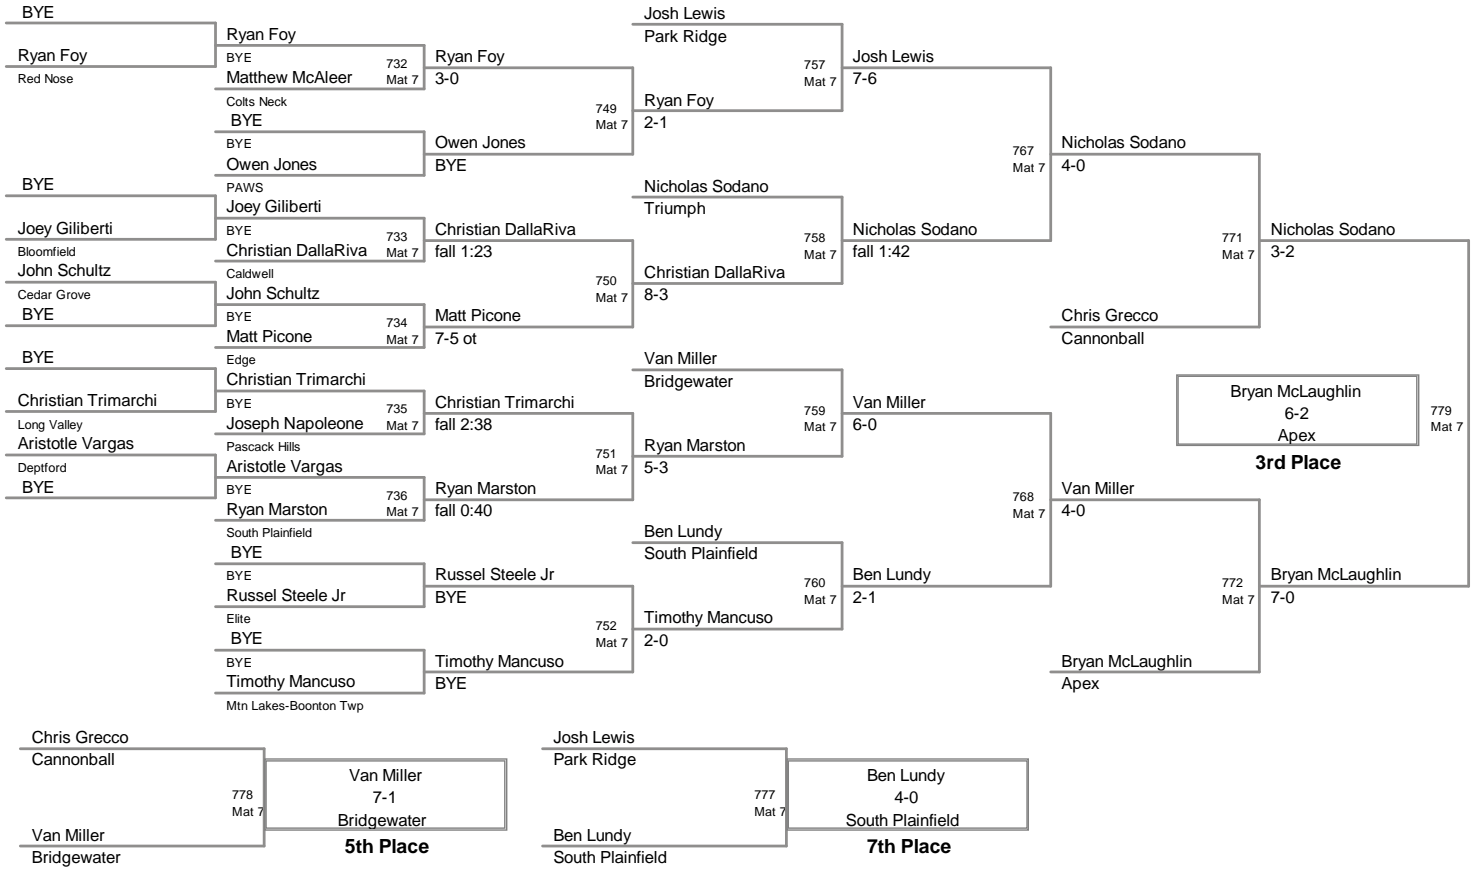 BYE
Ryan Foy
Red Nose
BYE
Joey Giliberti
Bloomfield
John Schultz
Cedar Grove
BYE
BYE
Christian Trimarchi
Long Valley
Aristotle Vargas
Deptford
BYE
Ryan Foy
BYE
Matthew McAleer
Colts Neck
BYE
BYE
Owen Jones
PAWS
Joey Giliberti
BYE
Christian DallaRiva
Caldwell
John Schultz
BYE
Matt Picone
Edge
Christian Trimarchi
BYE
Joseph Napoleone
Pascack Hills
Aristotle Vargas
BYE
Ryan Marston
South Plainfield
BYE
BYE
Russel Steele Jr
Elite
BYE
BYE
Timothy Mancuso
Mtn Lakes-Boonton Twp
732
Mat 7
733
Mat 7
734
Mat 7
735
Mat 7
736
Mat 7
Ryan Foy
3-0
Owen Jones
BYE
Christian DallaRiva
fall 1:23
Matt Picone
7-5 ot
Christian Trimarchi
fall 2:38
Ryan Marston
fall 0:40
Russel Steele Jr
BYE
Timothy Mancuso
BYE
749
Mat 7
750
Mat 7
751
Mat 7
752
Mat 7
Josh Lewis
Park Ridge
Ryan Foy
2-1
Nicholas Sodano
Triumph
Christian DallaRiva
8-3
Van Miller
Bridgewater
Ryan Marston
5-3
Ben Lundy
South Plainfield
Timothy Mancuso
2-0
757
Mat 7
758
Mat 7
759
Mat 7
760
Mat 7
Josh Lewis
7-6
Nicholas Sodano
fall 1:42
Van Miller
6-0
Ben Lundy
2-1
767
Mat 7
768
Mat 7
Nicholas Sodano
4-0
Chris Grecco
Cannonball
Van Miller
4-0
Bryan McLaughlin
Apex
771
Mat 7
772
Mat 7
Nicholas Sodano
3-2
Bryan McLaughlin
7-0
779
Mat 7
Bryan McLaughlin
6-2
Apex
3rd Place
Chris Grecco
Cannonball
Van Miller
Bridgewater
778
Mat 7
Van Miller
7-1
Bridgewater
5th Place
Josh Lewis
Park Ridge
Ben Lundy
South Plainfield
777
Mat 7
Ben Lundy
4-0
South Plainfield
7th Place